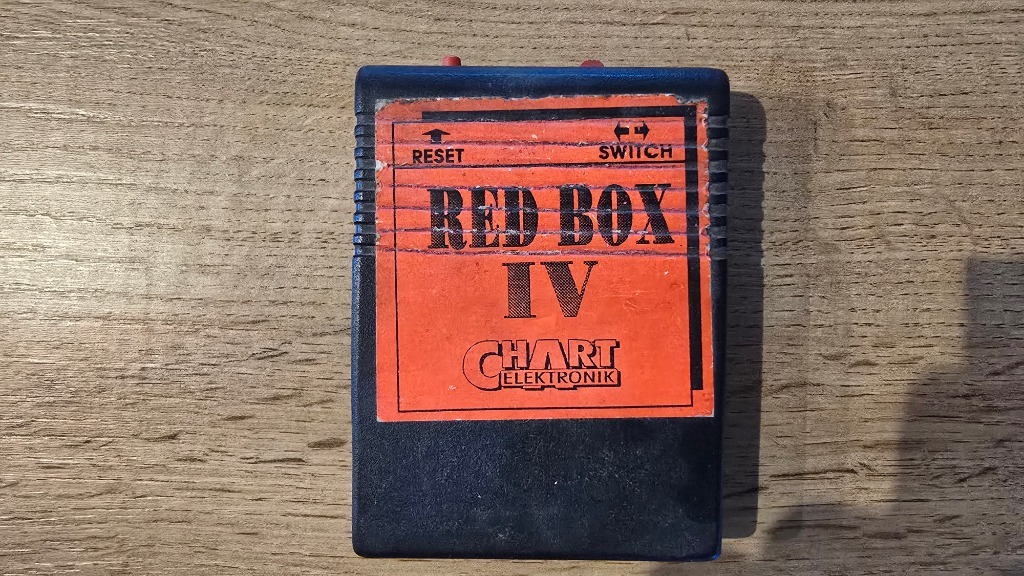 RESET
SWITCH
RED BOX
IV
CHART
ELEKTRONIK